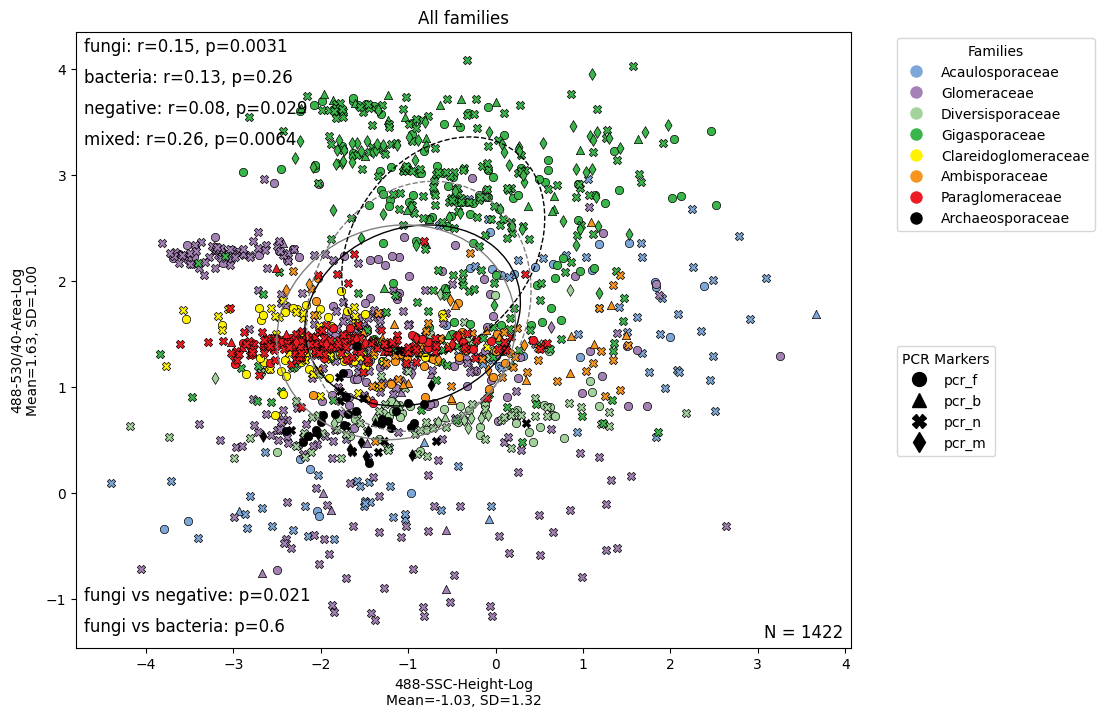 All families
fungi: r=0.15, p=0.0031
bacteria: r=0.13, p=0.26
negative: r=0.08, p=0.029
mixed: r=0.26, p=0.0064
fungi vs negative: p=0.021
fungi vs bacteria: p=0.6
N = 1422
4
3
2
1
0
−1
488-530/40-Area-Log
Mean=1.63, SD=1.00
−4
−3
−2
−1
0
1
2
3
4
488-SSC-Height-Log
Mean=-1.03, SD=1.32
Families
Acaulosporaceae
Glomeraceae
Diversisporaceae
Gigasporaceae
Clareidoglomeraceae
Ambisporaceae
Paraglomeraceae
Archaeosporaceae
PCR Markers
pcr_f
pcr_b
pcr_n
pcr_m